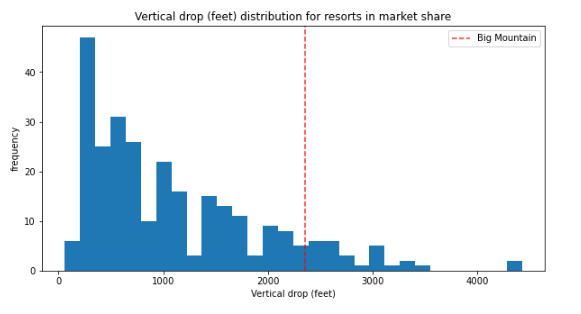 Vertical drop (feet) distribution for resorts in market share
Big Mountain
frequency
40
30
20
10
0
0 1000 2000 3000 4000
Vertical drop (feet)